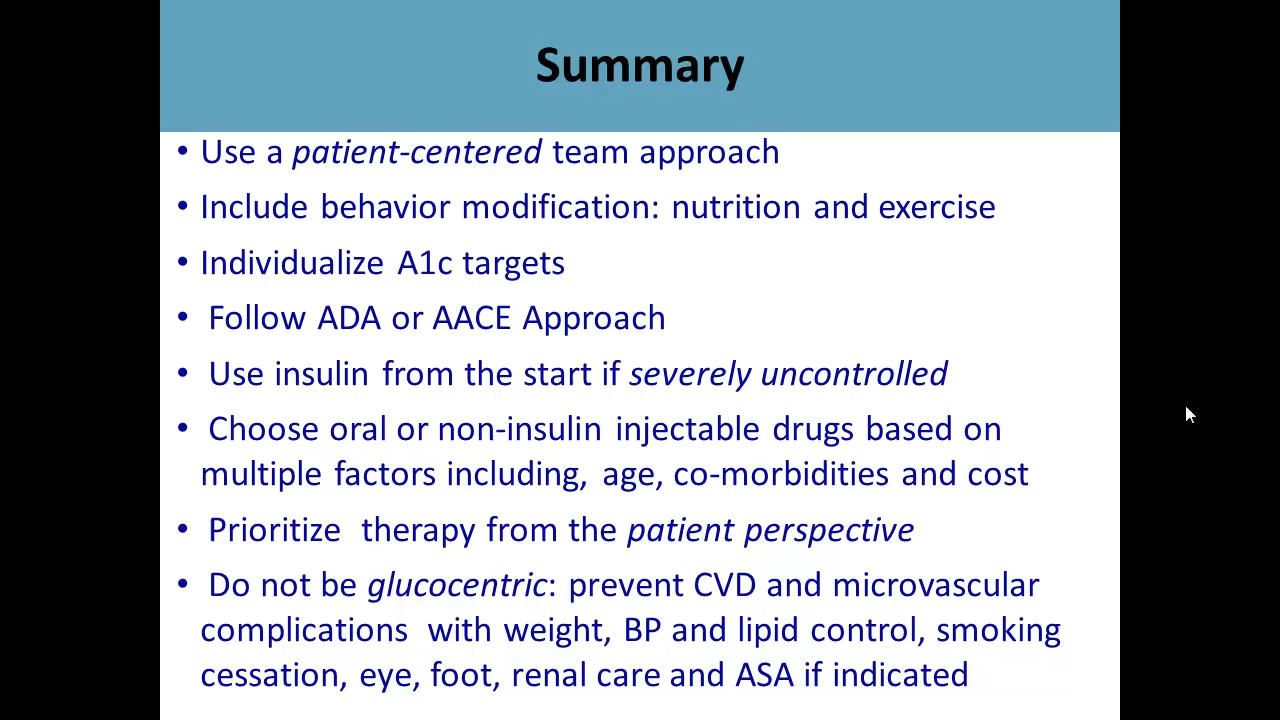 Summary
• Use a patient-centered team approach
• Include behavior modification: nutrition and exercise
• Individualize A1c targets
• Follow ADA or AACE Approach
• Use insulin from the start if severely uncontrolled
• Choose oral or non-insulin injectable drugs based on
multiple factors including, age, co-morbidities and cost
• Prioritize therapy from the patient perspective
• Do not be glucocentric: prevent CVD and microvascular
complications with weight, BP and lipid control, smoking
cessation, eye, foot, renal care and ASA if indicated